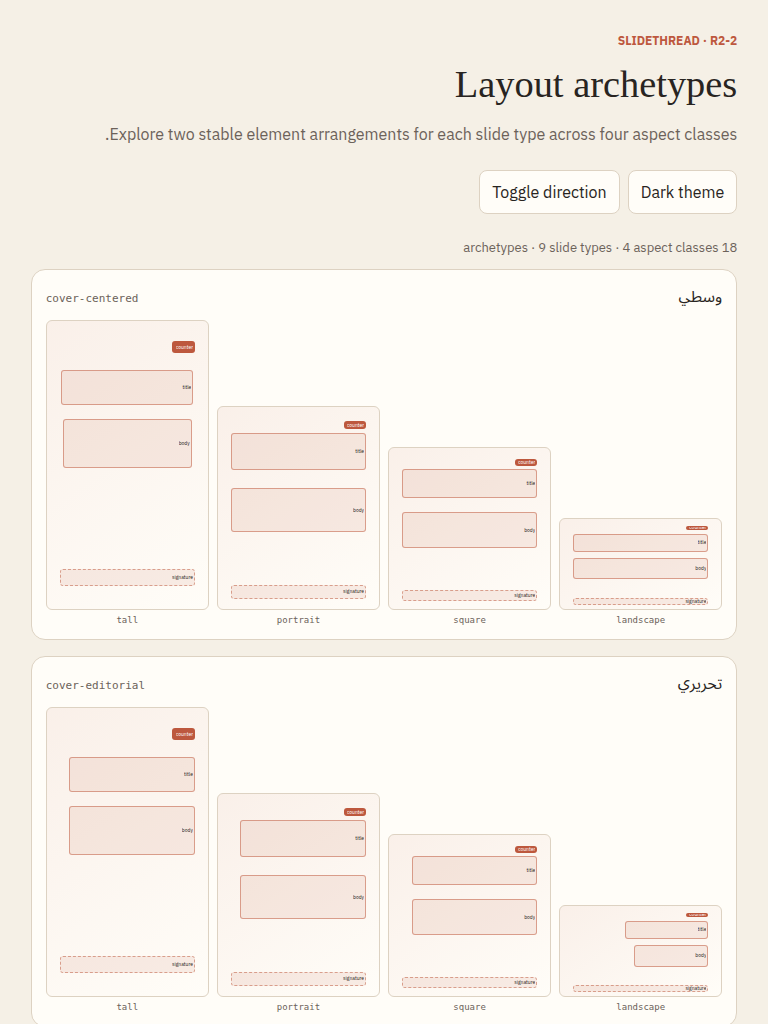 SLIDETHREAD · R2-2
Layout archetypes
.Explore two stable element arrangements for each slide type across four aspect classes
Toggle direction Dark theme
archetypes · 9 slide types · 4 aspect classes 18
cover-centered وسطي
counter
title
body
signature
counter
title
body
signature
counter
title
body
signature
title
body
signature
tall portrait square landscape
cover-editorial تحريري
counter
title
body
signature
counter
title
body
signature
counter
title
body
signature
title
body
signature
tall portrait square landscape